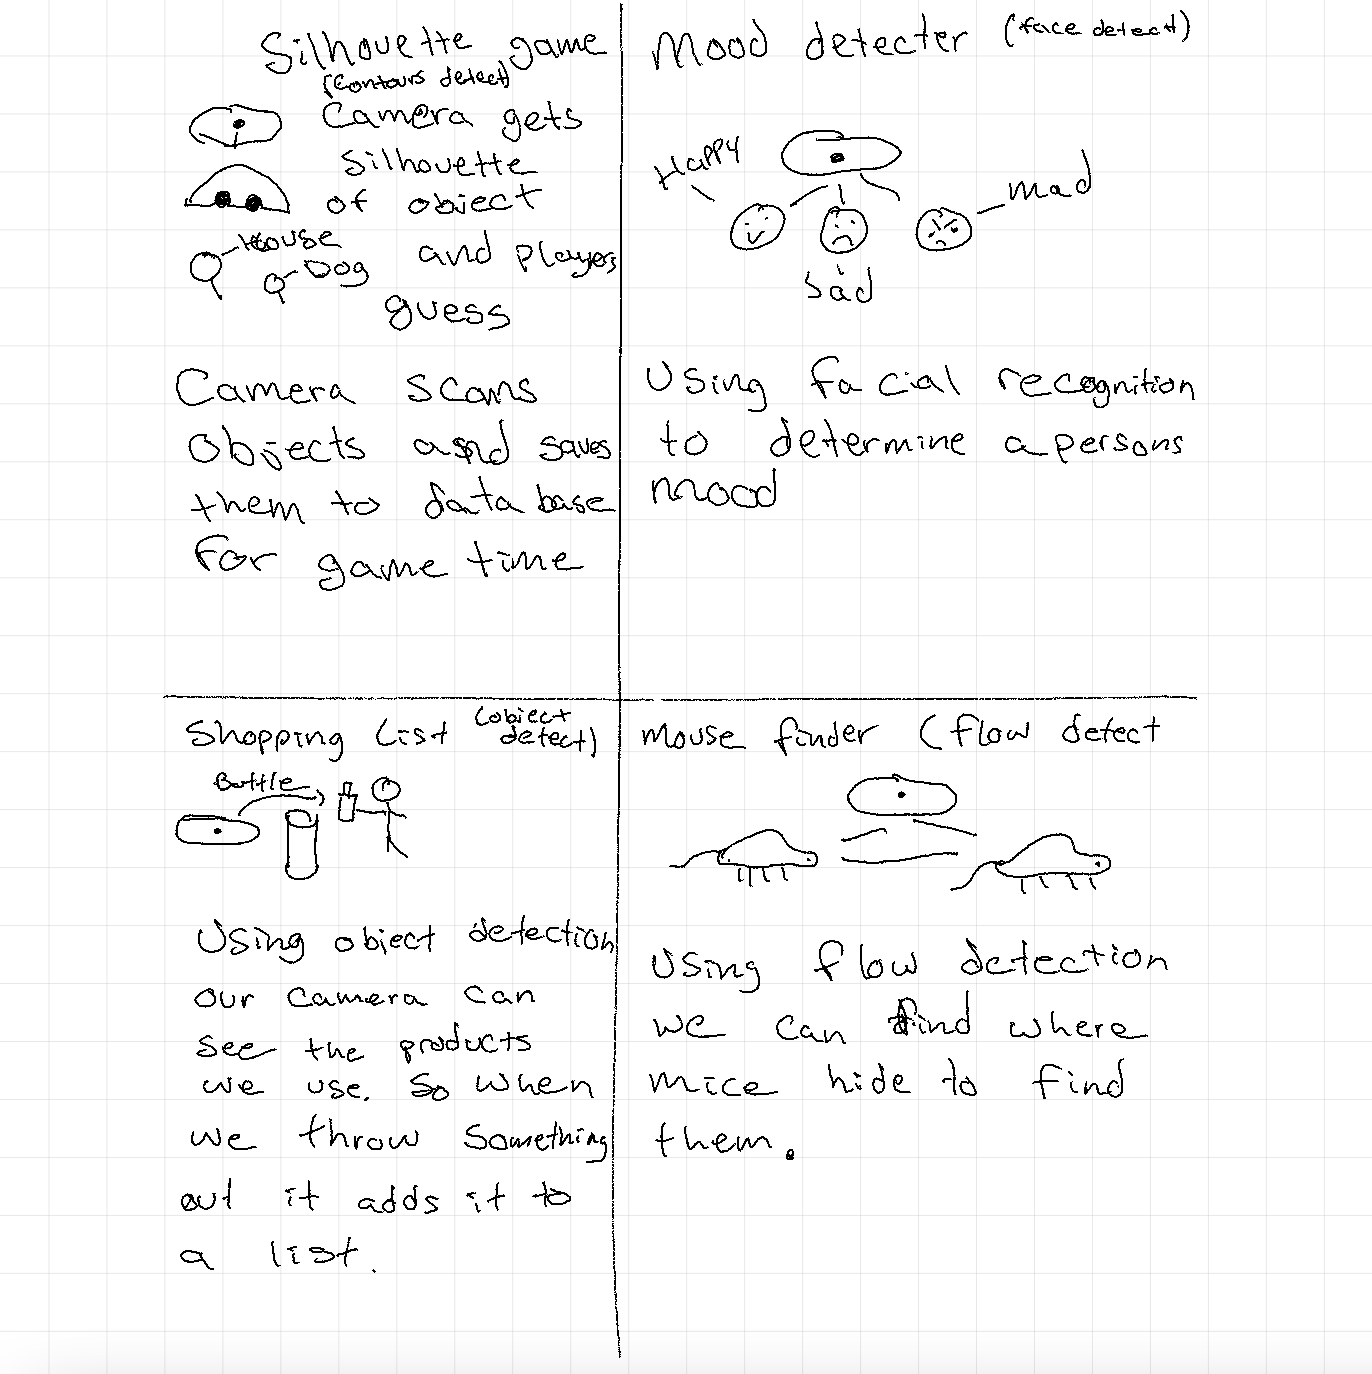 Silhouette game
(Contours detect)
Camera gets
Silhouette
of object
House
Dog
and players
guess
Camera scans
Objects and saves
them to data base
for game time
Mood detecter (face detect)
Happy
mad
Sad
Using facial recognition
to determine a persons
mood
Shopping List (object
detect)
Bottle
Using object detection
our camera can
see the products
we use. So when
we throw something
out it adds it to
a list.
mouse finder (flow detect
Using flow detection
we can find where
mice hide to find
them.